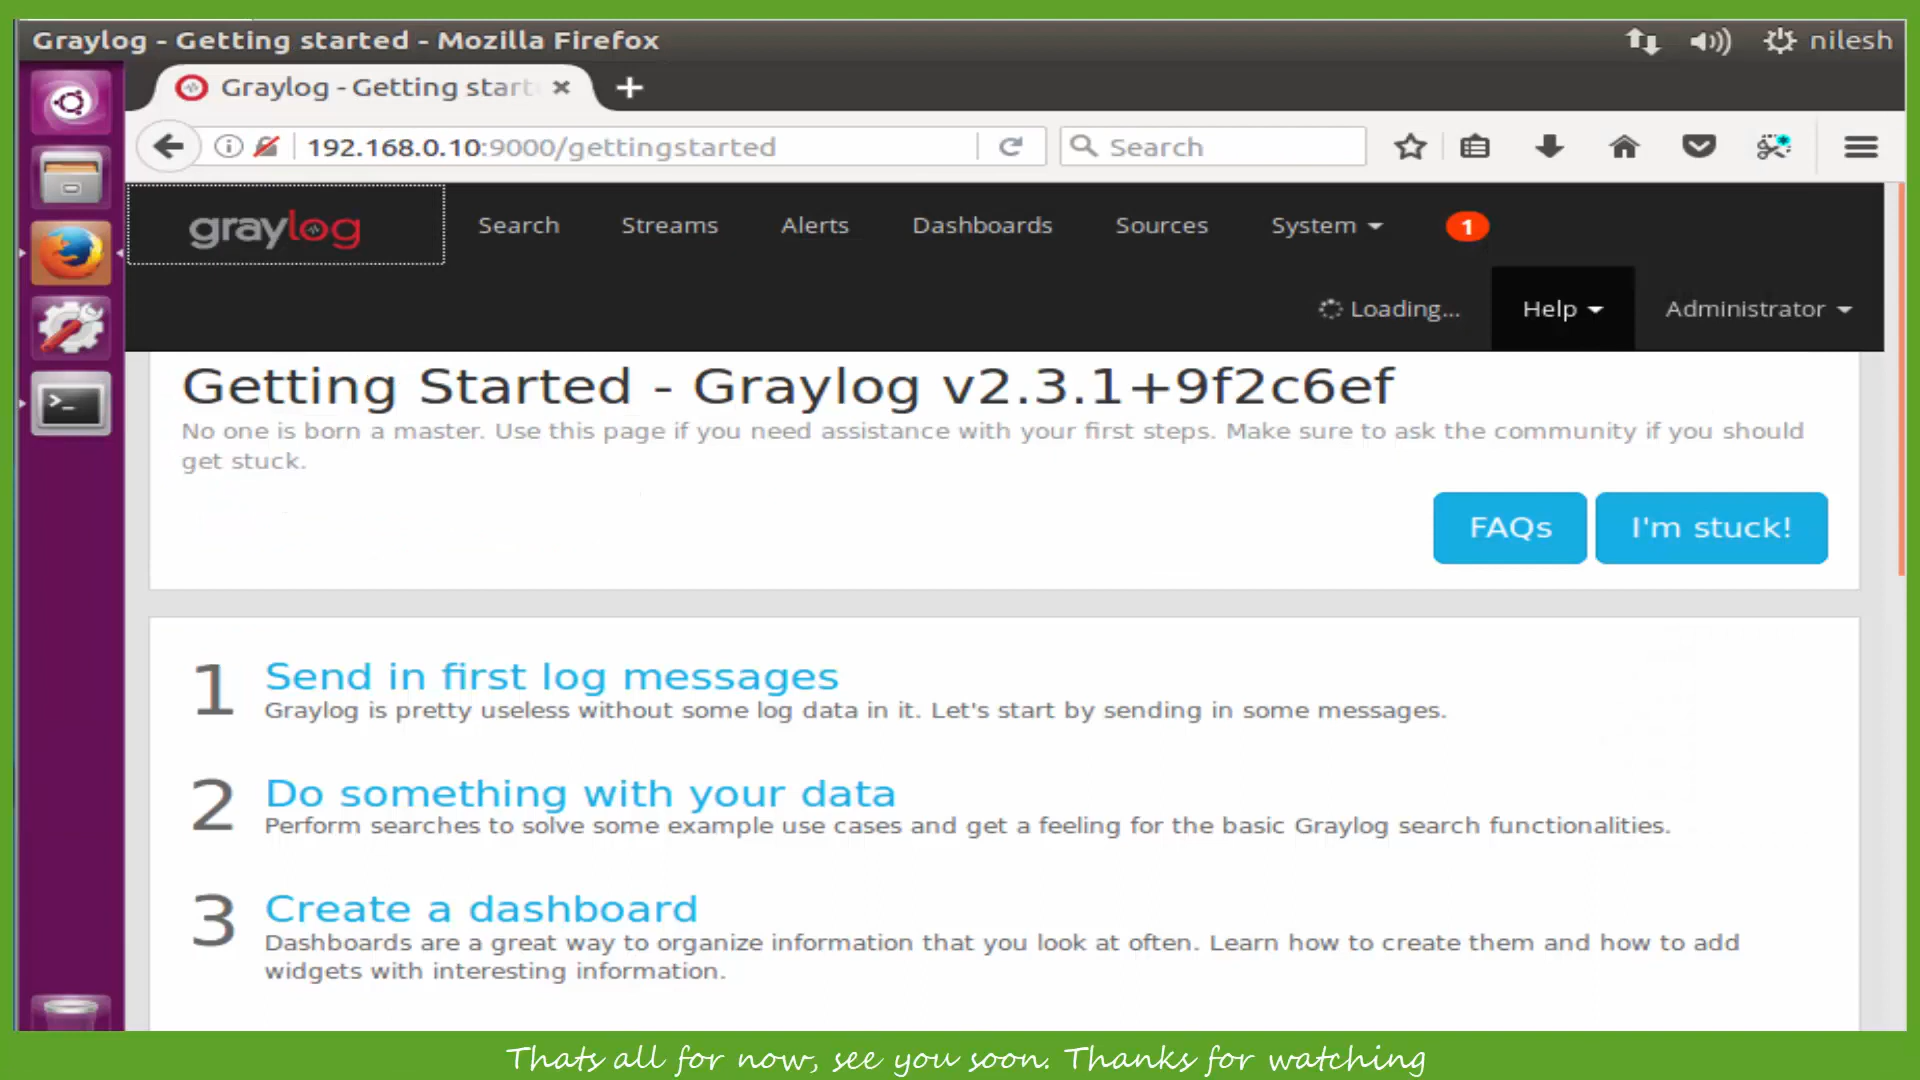 Graylog - Getting started - Mozilla Firefox
nilesh
Graylog - Getting start
192.168.0.10:9000/gettingstarted
Search
graylog
Search
Streams
Alerts
Dashboards
Sources
System
1
Loading...
Help
Administrator
Getting Started - Graylog v2.3.1+9f2c6ef
No one is born a master. Use this page if you need assistance with your first steps. Make sure to ask the community if you should
get stuck.
FAQs
I'm stuck!
1
Send in first log messages
Graylog is pretty useless without some log data in it. Let's start by sending in some messages.
2
Do something with your data
Perform searches to solve some example use cases and get a feeling for the basic Graylog search functionalities.
3
Create a dashboard
Dashboards are a great way to organize information that you look at often. Learn how to create them and how to add
widgets with interesting information.
Thats all for now, see you soon. Thanks for watching